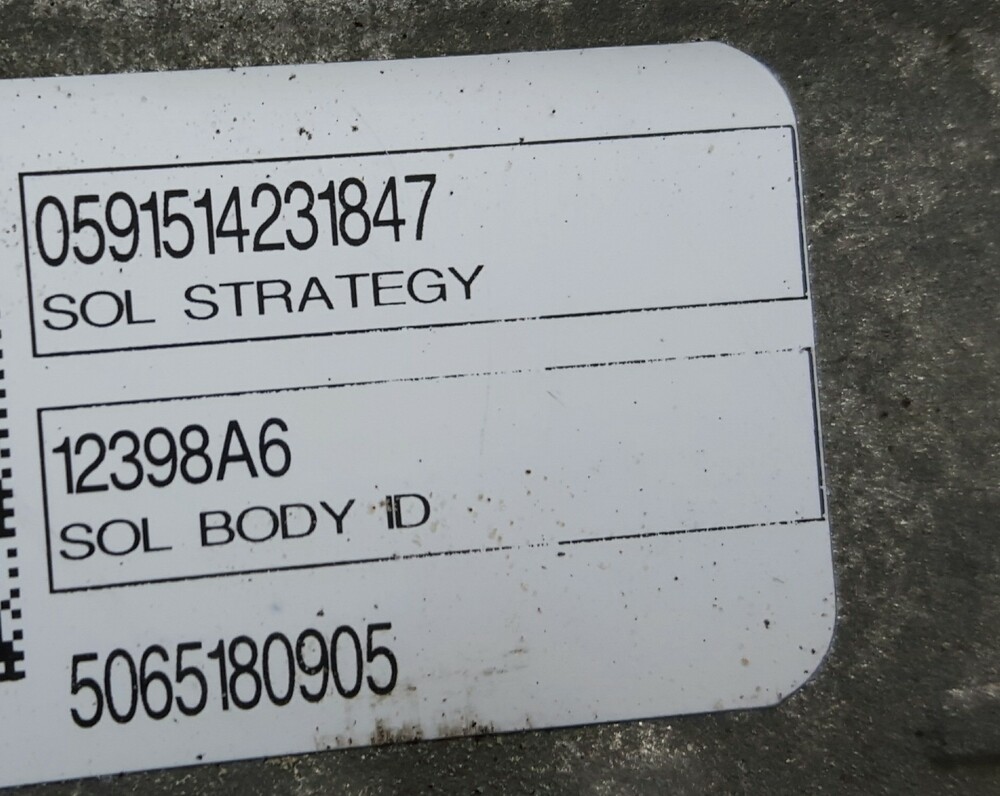 0591514231847
SOL STRATEGY
12398A6
SOL BODY ID
5065180905